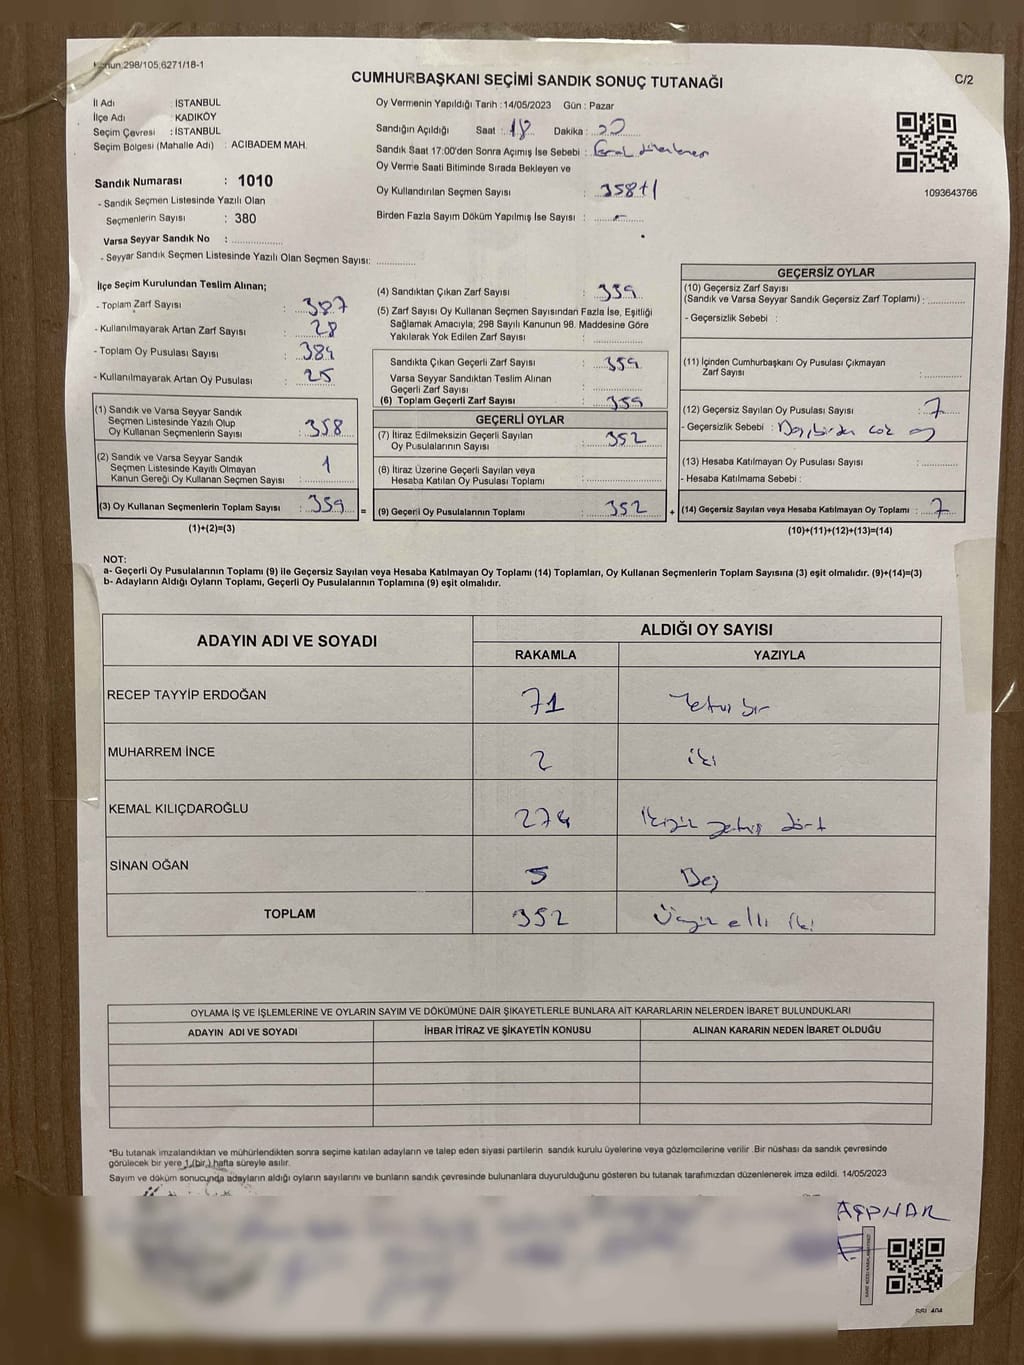 Kanun:298/105,6271/18-1
CUMHURBAŞKANI SEÇİMİ SANDIK SONUÇ TUTANAĞI
C/2
İl Adı : İSTANBUL
İlçe Adı : KADIKÖY
Seçim Çevresi : İSTANBUL
Seçim Bölgesi (Mahalle Adı) : ACIBADEM MAH.
Oy Vermenin Yapıldığı Tarih : 14/05/2023 Gün : Pazar
Sandığın Açıldığı Saat : 18 Dakika : 20
Sandık Saat 17:00'den Sonra Açımış İse Sebebi :
Oy Verme Saati Bitiminde Sırada Bekleyen ve
Oy Kullandırılan Seçmen Sayısı : 358+1
Birden Fazla Sayım Döküm Yapılmış İse Sayısı : -
1093643766
Sandık Numarası : 1010
- Sandık Seçmen Listesinde Yazılı Olan
Seçmenlerin Sayısı : 380
Varsa Seyyar Sandık No :
- Seyyar Sandık Seçmen Listesinde Yazılı Olan Seçmen Sayısı:
İlçe Seçim Kurulundan Teslim Alınan;
- Toplam Zarf Sayısı : 387
- Kullanılmayarak Artan Zarf Sayısı : 28
- Toplam Oy Pusulası Sayısı : 384
- Kullanılmayarak Artan Oy Pusulası : 25
(1) Sandık ve Varsa Seyyar Sandık
Seçmen Listesinde Yazılı Olup
Oy Kullanan Seçmenlerin Sayısı : 358
(2) Sandık ve Varsa Seyyar Sandık
Seçmen Listesinde Kayıtlı Olmayan
Kanun Gereği Oy Kullanan Seçmen Sayısı : 1
(3) Oy Kullanan Seçmenlerin Toplam Sayısı : 359 =
(1)+(2)=(3)
(4) Sandıktan Çıkan Zarf Sayısı : 359
(5) Zarf Sayısı Oy Kullanan Seçmen Sayısından Fazla İse, Eşitliği
Sağlamak Amacıyla; 298 Sayılı Kanunun 98. Maddesine Göre
Yakılarak Yok Edilen Zarf Sayısı :
Sandıkta Çıkan Geçerli Zarf Sayısı : 359
Varsa Seyyar Sandıktan Teslim Alınan
Geçerli Zarf Sayısı :
(6) Toplam Geçerli Zarf Sayısı : 359
GEÇERLİ OYLAR
(7) İtiraz Edilmeksizin Geçerli Sayılan
Oy Pusulalarının Sayısı : 352
(8) İtiraz Üzerine Geçerli Sayılan veya
Hesaba Katılan Oy Pusulası Toplamı :
(9) Geçerli Oy Pusulalarının Toplamı : 352 +
GEÇERSİZ OYLAR
(10) Geçersiz Zarf Sayısı
(Sandık ve Varsa Seyyar Sandık Geçersiz Zarf Toplamı) :
- Geçersizlik Sebebi :
(11) İçinden Cumhurbaşkanı Oy Pusulası Çıkmayan
Zarf Sayısı :
(12) Geçersiz Sayılan Oy Pusulası Sayısı : 7
- Geçersizlik Sebebi :
(13) Hesaba Katılmayan Oy Pusulası Sayısı :
- Hesaba Katılmama Sebebi :
(14) Geçersiz Sayılan veya Hesaba Katılmayan Oy Toplamı : 7
(10)+(11)+(12)+(13)=(14)
NOT:
a- Geçerli Oy Pusulalarının Toplamı (9) ile Geçersiz Sayılan veya Hesaba Katılmayan Oy Toplamı (14) Toplamları, Oy Kullanan Seçmenlerin Toplam Sayısına (3) eşit olmalıdır. (9)+(14)=(3)
b- Adayların Aldığı Oyların Toplamı, Geçerli Oy Pusulalarının Toplamına (9) eşit olmalıdır.
ADAYIN ADI VE SOYADI
ALDIĞI OY SAYISI
RAKAMLA YAZIYLA
RECEP TAYYİP ERDOĞAN 71 Yetmiş bir
MUHARREM İNCE 2 iki
KEMAL KILIÇDAROĞLU 274 İkiyüz yetmiş dört
SİNAN OĞAN 5 Beş
TOPLAM 352 Üçyüz elli iki
OYLAMA İŞ VE İŞLEMLERİNE VE OYLARIN SAYIM VE DÖKÜMÜNE DAİR ŞİKAYETLERLE BUNLARA AİT KARARLARIN NELERDEN İBARET BULUNDUKLARI
ADAYIN ADI VE SOYADI İHBAR İTİRAZ VE ŞİKAYETİN KONUSU ALINAN KARARIN NEDEN İBARET OLDUĞU
*Bu tutanak imzalandıktan ve mühürlendikten sonra seçime katılan adayların ve talep eden siyasi partilerin sandık kurulu üyelerine veya gözlemcilerine verilir .Bir nüshası da sandık çevresinde
görülecek bir yere 1 (bir ) hafta süreyle asılır.
Sayım ve döküm sonucunda adayların aldığı oyların sayılarını ve bunların sandık çevresinde bulunanlara duyurulduğunu gösteren bu tutanak tarafımızdan düzenlenerek imza edildi. 14/05/2023